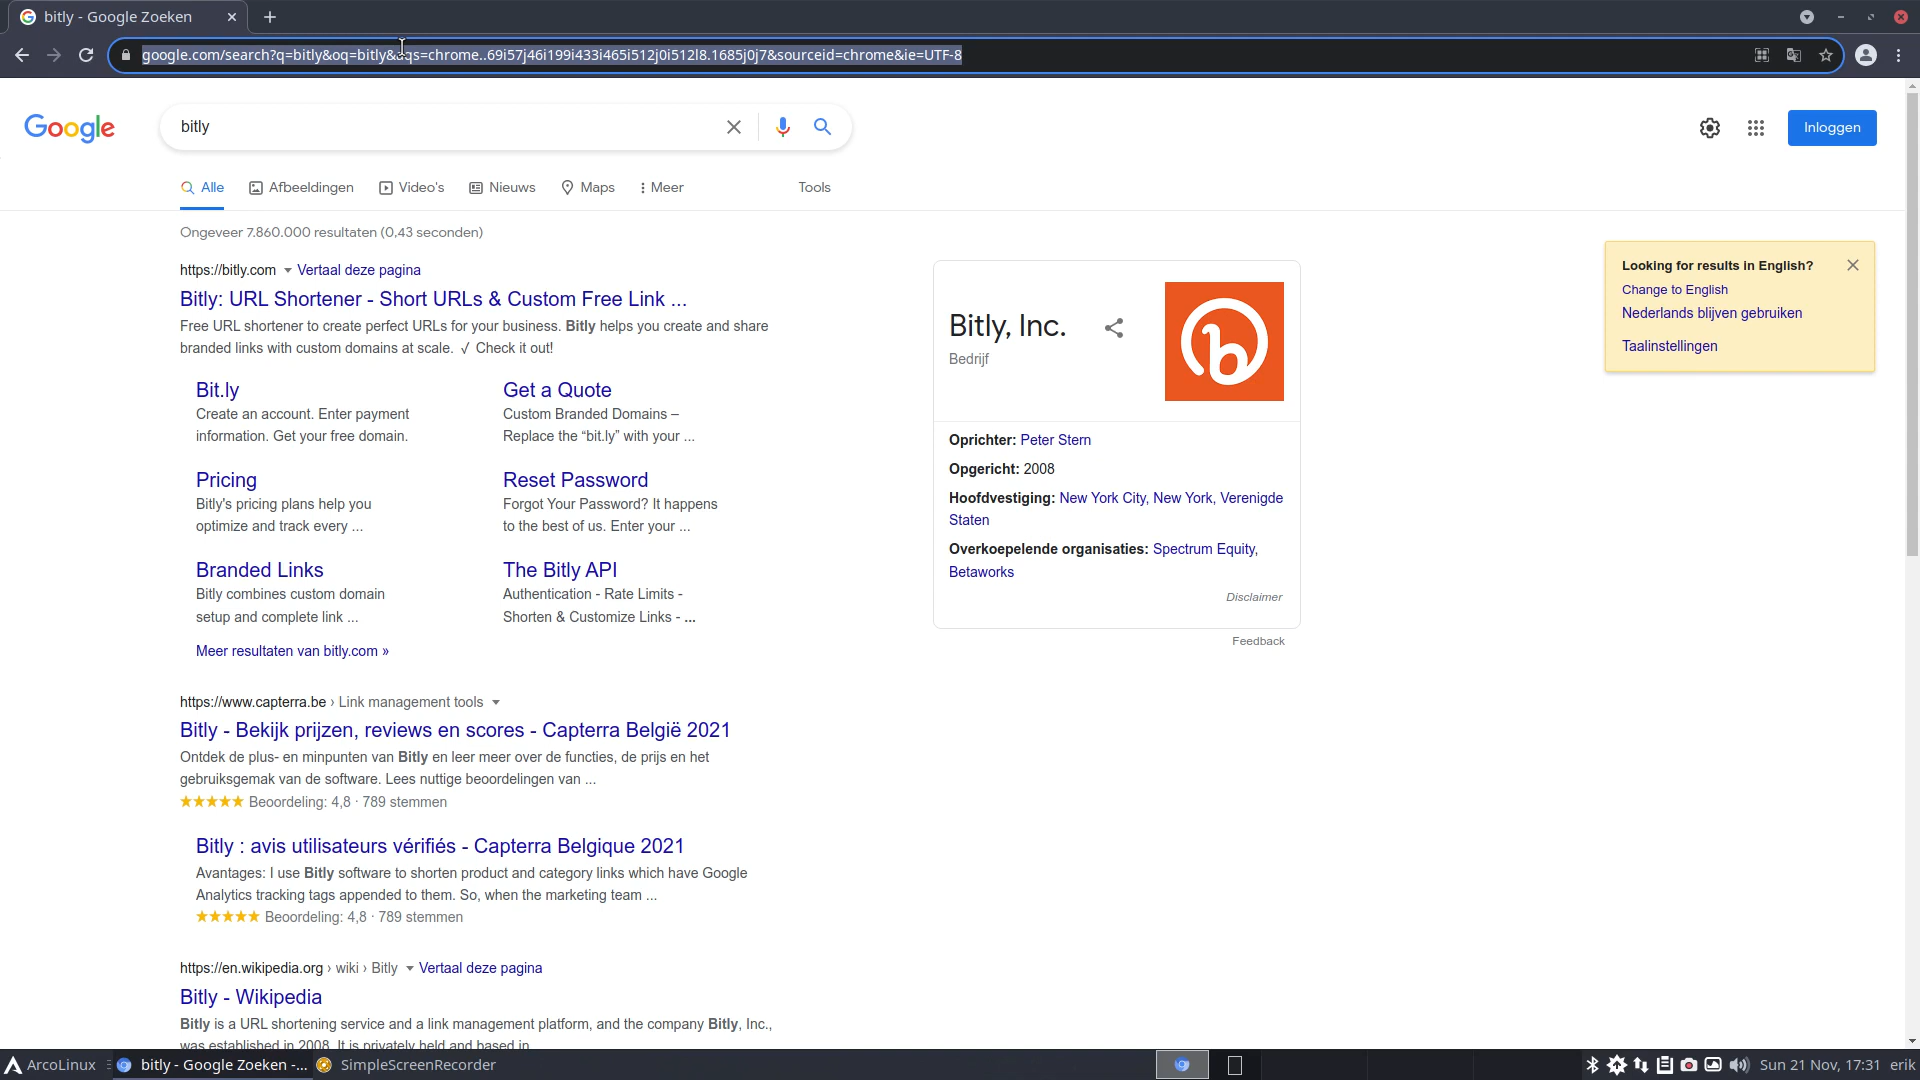 bitly - Google Zoeken
google.com/search?q=bitly&oq=bitly&aqs=chrome..69i57j46i199i433i465i512j0i512l8.1685j0j7&sourceid=chrome&ie=UTF-8
Google
bitly
Inloggen
Alle Afbeeldingen Video's Nieuws Maps Meer Tools
Ongeveer 7.860.000 resultaten (0,43 seconden)
https://bitly.com Vertaal deze pagina
Bitly: URL Shortener - Short URLs & Custom Free Link ...
Free URL shortener to create perfect URLs for your business. Bitly helps you create and share
branded links with custom domains at scale. ✓ Check it out!
Bit.ly
Create an account. Enter payment
information. Get your free domain.
Get a Quote
Custom Branded Domains –
Replace the “bit.ly” with your ...
Pricing
Bitly's pricing plans help you
optimize and track every ...
Reset Password
Forgot Your Password? It happens
to the best of us. Enter your ...
Branded Links
Bitly combines custom domain
setup and complete link ...
The Bitly API
Authentication - Rate Limits -
Shorten & Customize Links - ...
Meer resultaten van bitly.com »
https://www.capterra.be › Link management tools
Bitly - Bekijk prijzen, reviews en scores - Capterra België 2021
Ontdek de plus- en minpunten van Bitly en leer meer over de functies, de prijs en het
gebruiksgemak van de software. Lees nuttige beoordelingen van ...
★★★★★ Beoordeling: 4,8 · 789 stemmen
Bitly : avis utilisateurs vérifiés - Capterra Belgique 2021
Avantages: I use Bitly software to shorten product and category links which have Google
Analytics tracking tags appended to them. So, when the marketing team ...
★★★★★ Beoordeling: 4,8 · 789 stemmen
https://en.wikipedia.org › wiki › Bitly Vertaal deze pagina
Bitly - Wikipedia
Bitly is a URL shortening service and a link management platform, and the company Bitly, Inc.,
was established in 2008. It is privately held and based in
Bitly, Inc.
Bedrijf
b
Oprichter: Peter Stern
Opgericht: 2008
Hoofdvestiging: New York City, New York, Verenigde
Staten
Overkoepelende organisaties: Spectrum Equity,
Betaworks
Disclaimer
Feedback
Looking for results in English?
Change to English
Nederlands blijven gebruiken
Taalinstellingen
ArcoLinux bitly - Google Zoeken -... SimpleScreenRecorder Sun 21 Nov, 17:31 erik